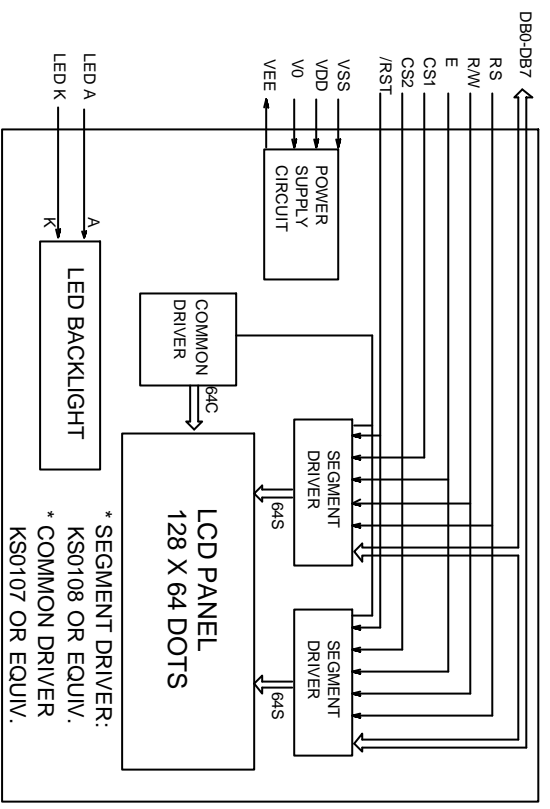 DB0-DB7
RS
R/W
E
CS1
CS2
/RST
VSS
VDD
V0
VEE
LED A
LED K
POWER
SUPPLY
CIRCUIT
A
K
LED BACKLIGHT
COMMON
DRIVER
64C
SEGMENT
DRIVER
64S
SEGMENT
DRIVER
64S
LCD PANEL
128 X 64 DOTS
* SEGMENT DRIVER:
KS0108 OR EQUIV.
* COMMON DRIVER
KS0107 OR EQUIV.